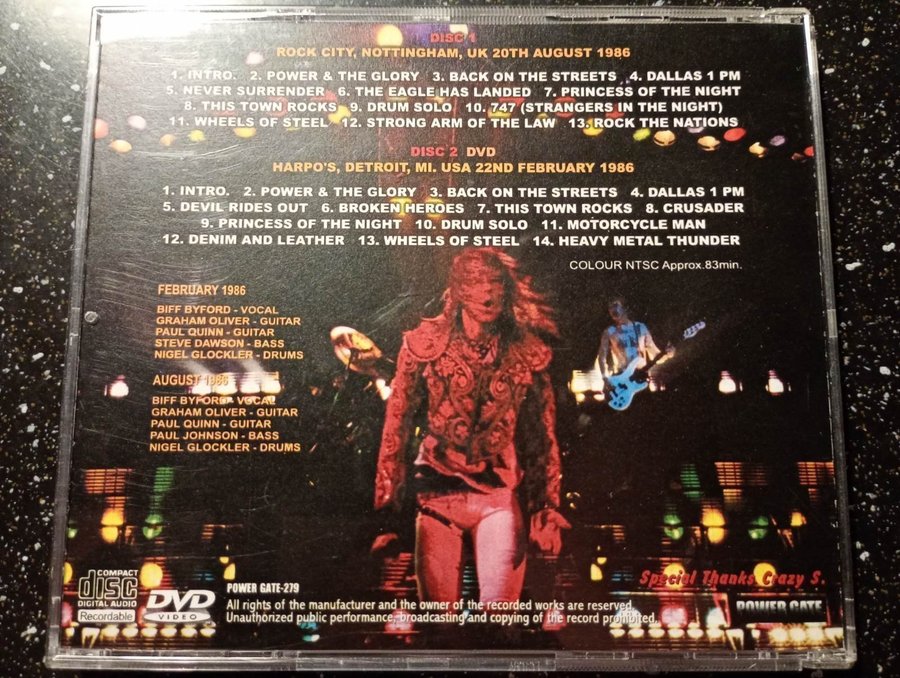 DISC 1
ROCK CITY, NOTTINGHAM, UK 20TH AUGUST 1986
1. INTRO. 2. POWER & THE GLORY 3. BACK ON THE STREETS 4. DALLAS 1 PM
5. NEVER SURRENDER 6. THE EAGLE HAS LANDED 7. PRINCESS OF THE NIGHT
8. THIS TOWN ROCKS 9. DRUM SOLO 10. 747 (STRANGERS IN THE NIGHT)
11. WHEELS OF STEEL 12. STRONG ARM OF THE LAW 13. ROCK THE NATIONS
DISC 2 DVD
HARPO'S, DETROIT, MI. USA 22ND FEBRUARY 1986
1. INTRO. 2. POWER & THE GLORY 3. BACK ON THE STREETS 4. DALLAS 1 PM
5. DEVIL RIDES OUT 6. BROKEN HEROES 7. THIS TOWN ROCKS 8. CRUSADER
9. PRINCESS OF THE NIGHT 10. DRUM SOLO 11. MOTORCYCLE MAN
12. DENIM AND LEATHER 13. WHEELS OF STEEL 14. HEAVY METAL THUNDER
COLOUR NTSC Approx.83min.
FEBRUARY 1986
BIFF BYFORD - VOCAL
GRAHAM OLIVER - GUITAR
PAUL QUINN - GUITAR
STEVE DAWSON - BASS
NIGEL GLOCKLER - DRUMS
AUGUST 1986
BIFF BYFORD - VOCAL
GRAHAM OLIVER - GUITAR
PAUL QUINN - GUITAR
PAUL JOHNSON - BASS
NIGEL GLOCKLER - DRUMS
Special Thanks Crazy S.
COMPACT
disc
DIGITAL AUDIO
Recordable
DVD
VIDEO
POWER GATE-279
All rights of the manufacturer and the owner of the recorded works are reserved.
Unauthorized public performance, broadcasting and copying of the record prohibited.
POWER GATE